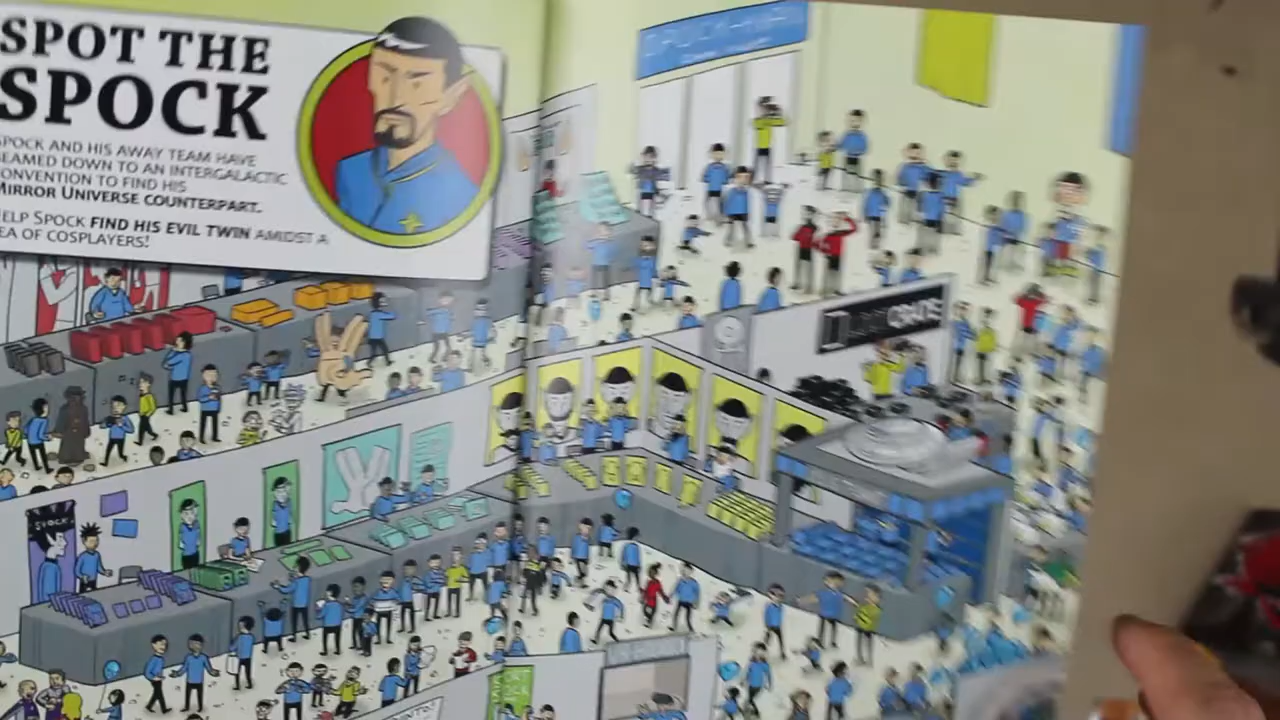 SPOT THE
SPOCK
SPOCK AND HIS AWAY TEAM HAVE
BEAMED DOWN TO AN INTERGALACTIC
CONVENTION TO FIND HIS
MIRROR UNIVERSE COUNTERPART.
HELP SPOCK FIND HIS EVIL TWIN AMIDST A
SEA OF COSPLAYERS!
SPOCK